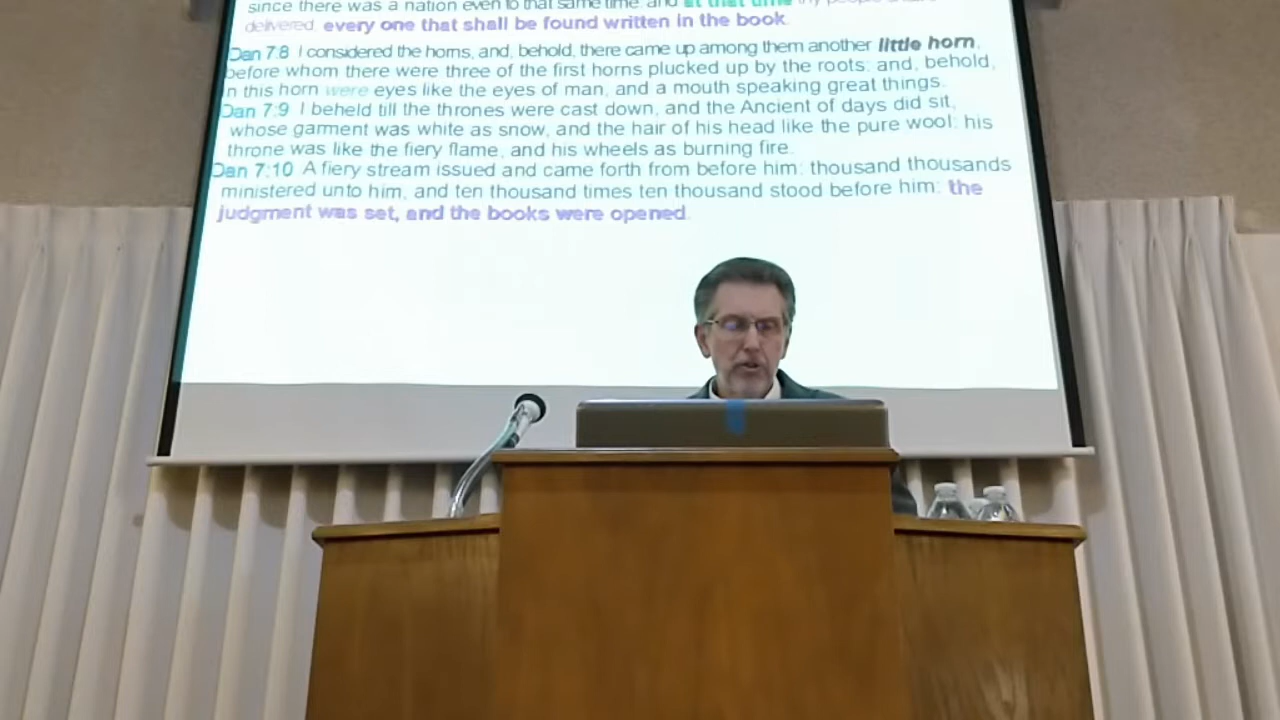 since there was a nation even to that same time: and at that time thy people
delivered, every one that shall be found written in the book.
Dan 7:8 I considered the horns, and, behold, there came up among them another little horn,
before whom there were three of the first horns plucked up by the roots: and, behold,
in this horn were eyes like the eyes of man, and a mouth speaking great things.
Dan 7:9 I beheld till the thrones were cast down, and the Ancient of days did sit,
whose garment was white as snow, and the hair of his head like the pure wool: his
throne was like the fiery flame, and his wheels as burning fire.
Dan 7:10 A fiery stream issued and came forth from before him: thousand thousands
ministered unto him, and ten thousand times ten thousand stood before him: the
judgment was set, and the books were opened.